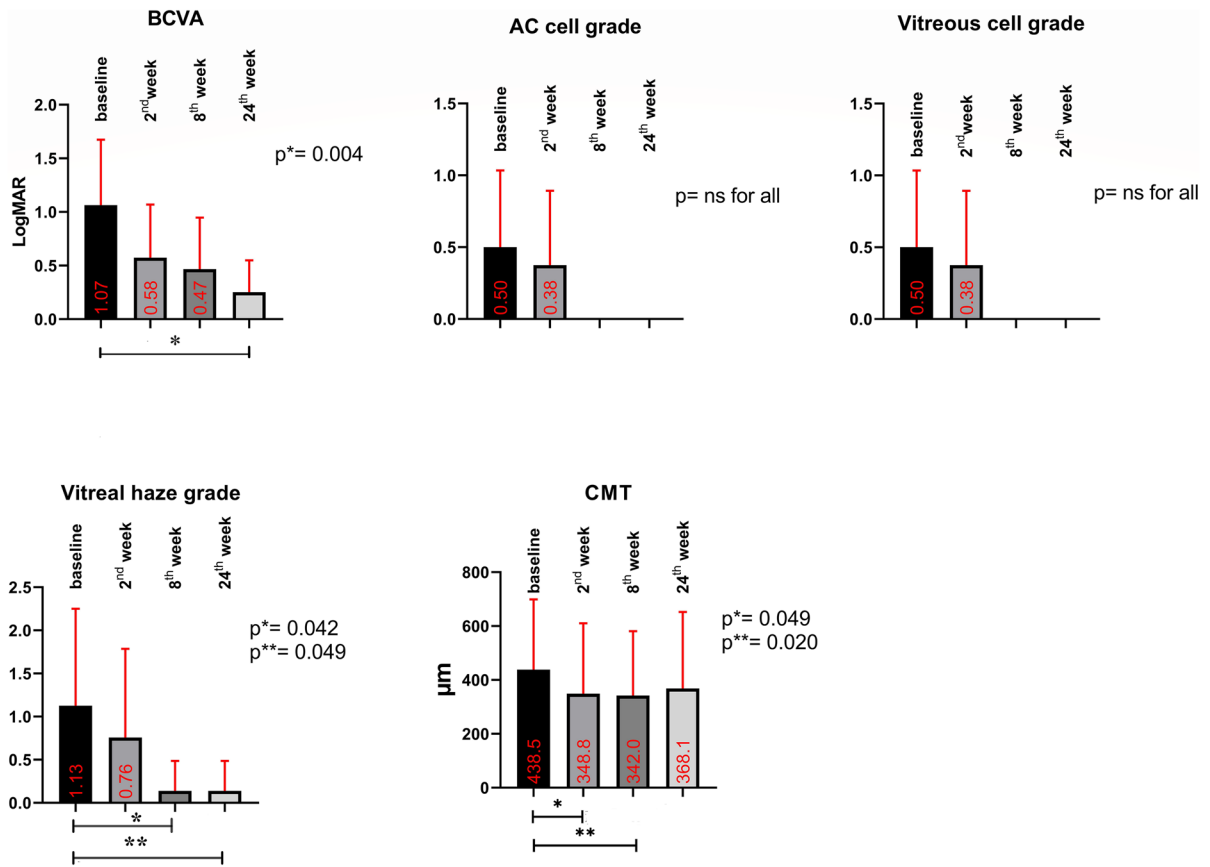 BCVA
baseline
2nd week
8th week
24th week
2.0
1.5
1.0
0.5
0.0
LogMAR
1.07
0.58
0.47
*
p*= 0.004
AC cell grade
baseline
2nd week
8th week
24th week
1.5
1.0
0.5
0.0
0.50
0.38
p= ns for all
Vitreous cell grade
baseline
2nd week
8th week
24th week
1.5
1.0
0.5
0.0
0.50
0.38
p= ns for all
Vitreal haze grade
baseline
2nd week
8th week
24th week
2.5
2.0
1.5
1.0
0.5
0.0
1.13
0.76
*
**
p*= 0.042
p**= 0.049
CMT
baseline
2nd week
8th week
24th week
800
600
400
200
0
µm
438.5
348.8
342.0
368.1
*
**
p*= 0.049
p**= 0.020